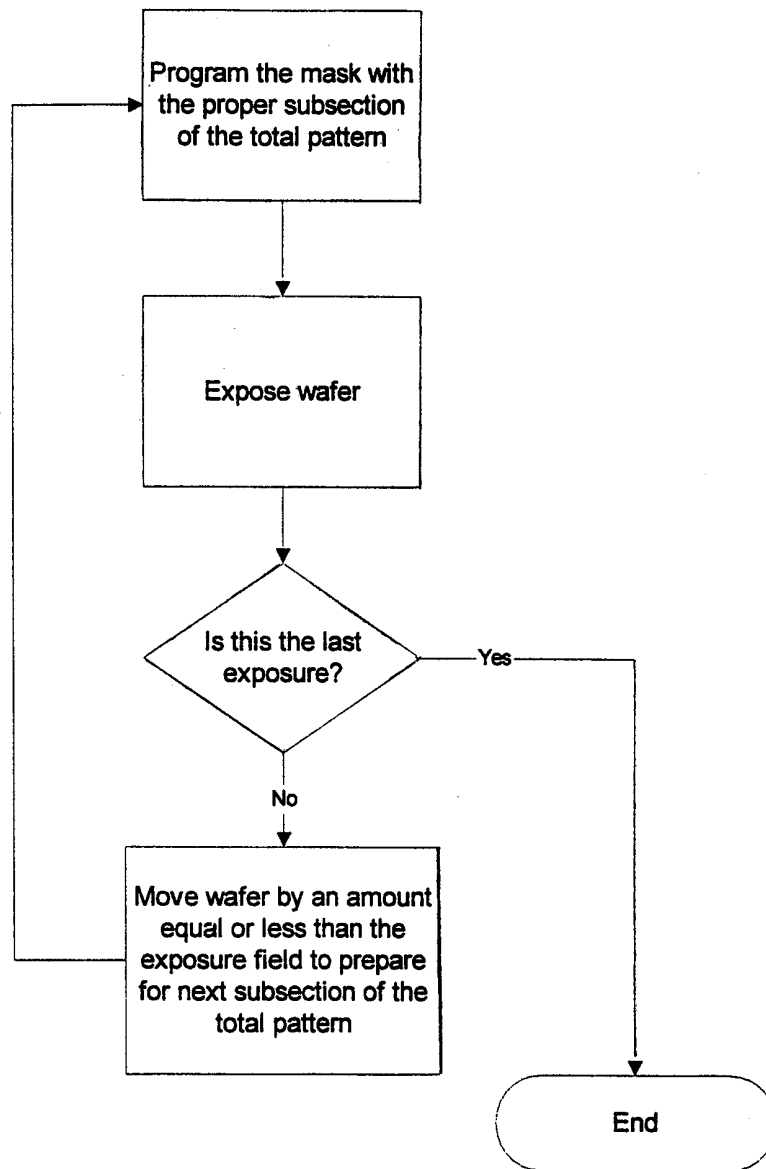 Program the mask with
the proper subsection
of the total pattern
Expose wafer
Is this the last
exposure?
Yes
No
Move wafer by an amount
equal or less than the
exposure field to prepare
for next subsection of the
total pattern
End